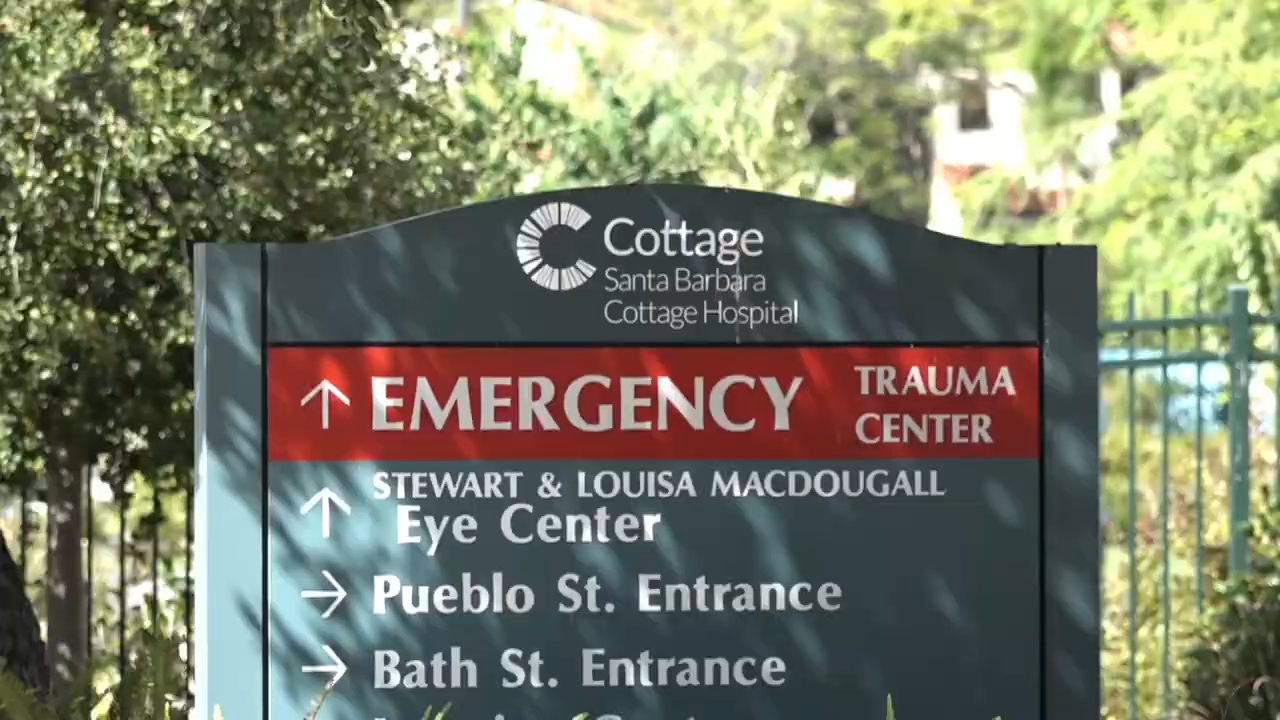 Cottage
Santa Barbara
Cottage Hospital
↑ EMERGENCY TRAUMA CENTER
↑ STEWART & LOUISA MACDOUGALL
Eye Center
→ Pueblo St. Entrance
→ Bath St. Entrance